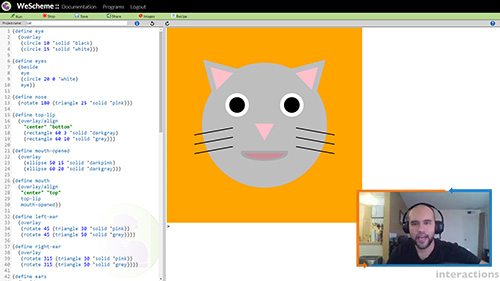 WeScheme :: Documentation Programs Logout
Run Stop Save Share Images Recipe
Project name: cat
1 (define eye
2 (overlay
3 (circle 10 "solid "black)
4 (circle 15 "solid "white)))
5
6 (define eyes
7 (beside
8 eye
9 (circle 20 0 'white)
10 eye))
11
12 (define nose
13 (rotate 180 (triangle 25 "solid "pink)))
14
15 (define top-lip
16 (overlay/align
17 "center" "bottom"
18 (rectangle 60 3 "solid "darkgray)
19 (rectangle 60 10 "solid "grey)))
20
21 (define mouth-opened
22 (overlay
23 (ellipse 50 15 "solid "darkpink)
24 (ellipse 60 20 "solid "darkgray)))
25
26 (define mouth
27 (overlay/align
28 "center" "top"
29 top-lip
30 mouth-opened))
31
32 (define left-ear
33 (overlay
34 (rotate 45 (triangle 30 "solid "pink))
35 (rotate 45 (triangle 50 "solid "gray))))
36
37 (define right-ear
38 (overlay
39 (rotate 315 (triangle 30 "solid "pink))
40 (rotate 315 (triangle 50 "solid "grey))))
41
42 (define ears
>
interactions